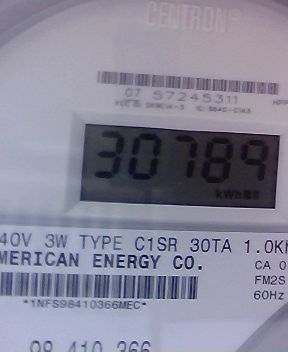 CENTRON®
07 57245311
30789
kWh
40V 3W TYPE C1SR 30TA 1.0K
MERICAN ENERGY CO.
CA 0
FM2S
60Hz
*1NFS98410366MEC*
98 410 366